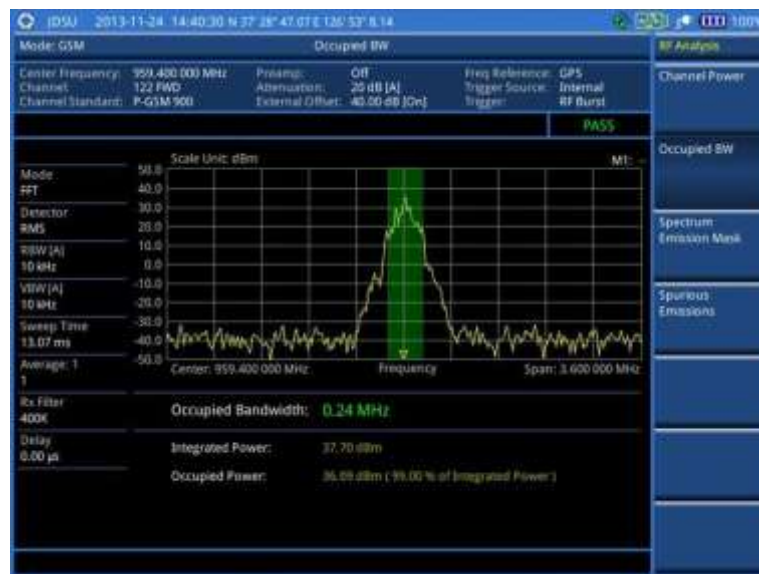 JDSU 2013-11-24 14:40:30 N 37° 28' 47.07 E 126° 53' 8.14 100%
Mode: GSM Occupied BW RF Analysis
Center Frequency: 959.400 000 MHz Preamp: Off Freq Reference: GPS
Channel: 122 FWD Attenuation: 20 dB [A] Trigger Source: Internal
Channel Standard: P-GSM 900 External Offset: 40.00 dB [On] Trigger: RF Burst
PASS
Channel Power
Occupied BW
Spectrum
Emission Mask
Spurious
Emissions
Mode
FFT
Detector
RMS
RBW [A]
10 kHz
VBW [A]
10 kHz
Sweep Time
13.07 ms
Average: 1
1
Rx Filter
400K
Delay
0.00 µs
Scale Unit: dBm M1: --
50.0
40.0
30.0
20.0
10.0
0.0
-10.0
-20.0
-30.0
-40.0
-50.0
Center: 959.400 000 MHz Frequency Span: 3.600 000 MHz
Occupied Bandwidth: 0.24 MHz
Integrated Power: 37.70 dBm
Occupied Power: 36.09 dBm ( 99.00 % of Integrated Power )